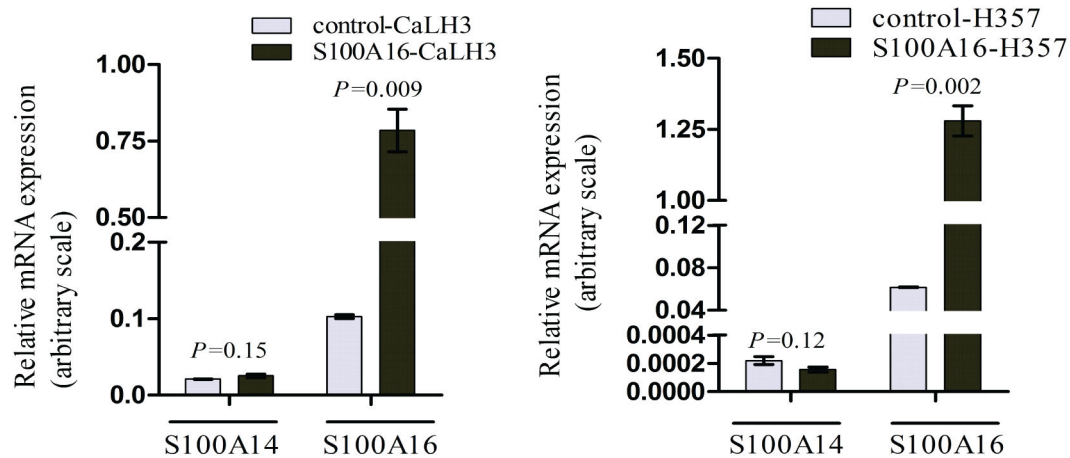 control-CaLH3
S100A16-CaLH3
Relative mRNA expression
(arbitrary scale)
1.00
0.75
0.50
0.2
0.1
0.0
P=0.009
P=0.15
S100A14
S100A16
control-H357
S100A16-H357
Relative mRNA expression
(arbitrary scale)
1.50
1.25
1.00
0.12
0.08
0.04
0.0004
0.0002
0.0000
P=0.002
P=0.12
S100A14
S100A16